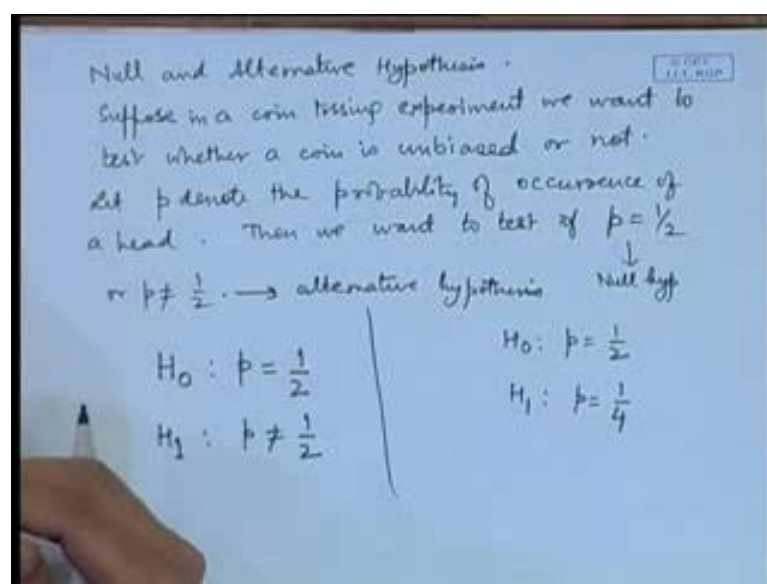 Null and Alternative Hypothesis.
Suppose in a coin tossing experiment we want to
test whether a coin is unbiased or not.
Let p denote the probability of occurrence of
a head. Then we want to test if p = 1/2
or p ≠ 1/2. → alternative hypothesis Null hyp
H₀ : p = 1/2
H₁ : p ≠ 1/2
H₀ : p = 1/2
H₁ : p = 1/4